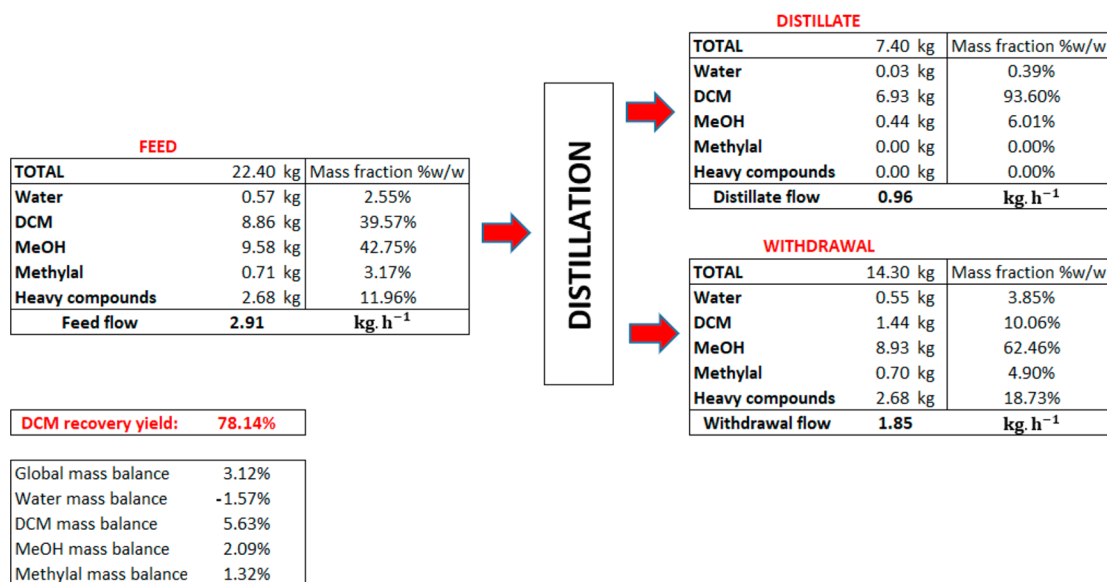 FEED
TOTAL 22.40 kg Mass fraction %w/w
Water 0.57 kg 2.55%
DCM 8.86 kg 39.57%
MeOH 9.58 kg 42.75%
Methylal 0.71 kg 3.17%
Heavy compounds 2.68 kg 11.96%
Feed flow 2.91 kg.h⁻¹
DCM recovery yield: 78.14%
Global mass balance 3.12%
Water mass balance -1.57%
DCM mass balance 5.63%
MeOH mass balance 2.09%
Methylal mass balance 1.32%
DISTILLATION
DISTILLATE
TOTAL 7.40 kg Mass fraction %w/w
Water 0.03 kg 0.39%
DCM 6.93 kg 93.60%
MeOH 0.44 kg 6.01%
Methylal 0.00 kg 0.00%
Heavy compounds 0.00 kg 0.00%
Distillate flow 0.96 kg.h⁻¹
WITHDRAWAL
TOTAL 14.30 kg Mass fraction %w/w
Water 0.55 kg 3.85%
DCM 1.44 kg 10.06%
MeOH 8.93 kg 62.46%
Methylal 0.70 kg 4.90%
Heavy compounds 2.68 kg 18.73%
Withdrawal flow 1.85 kg.h⁻¹